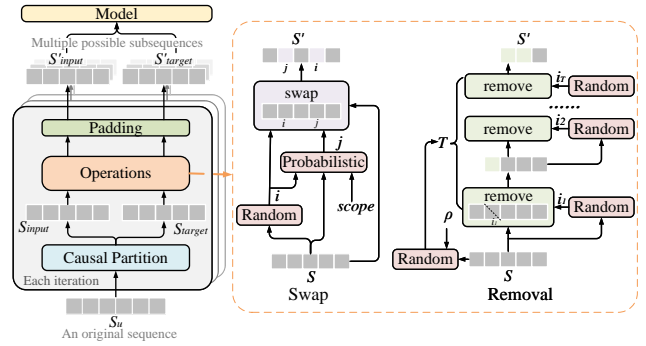 Model
Multiple possible subsequences
S'input
S'target
Padding
Operations
Sinput
Starget
Causal Partition
Each iteration
Su
An original sequence
S'
j
i
swap
i
j
j
Probabilistic
i
scope
Random
S
Swap
S'
remove
iT
Random
......
T
remove
i2
Random
remove
i1
i1
Random
ρ
Random
S
Removal